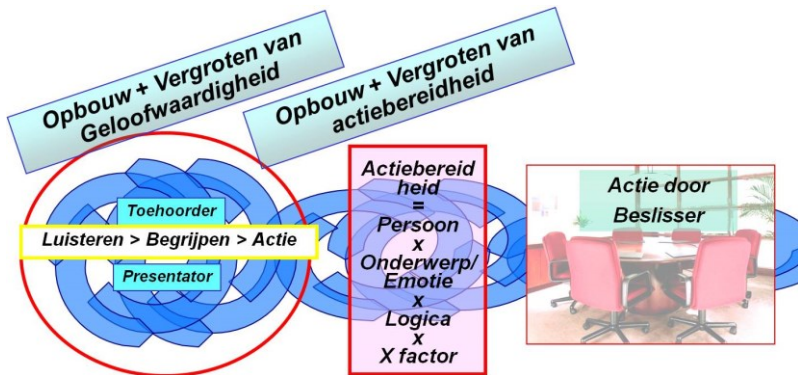 Opbouw + Vergroten van
Geloofwaardigheid
Opbouw + Vergroten van
actiebereidheid
Toehoorder
Luisteren > Begrijpen > Actie
Presentator
Actiebereid
heid
=
Persoon
x
Onderwerp/
Emotie
x
Logica
x
X factor
Actie door
Beslisser